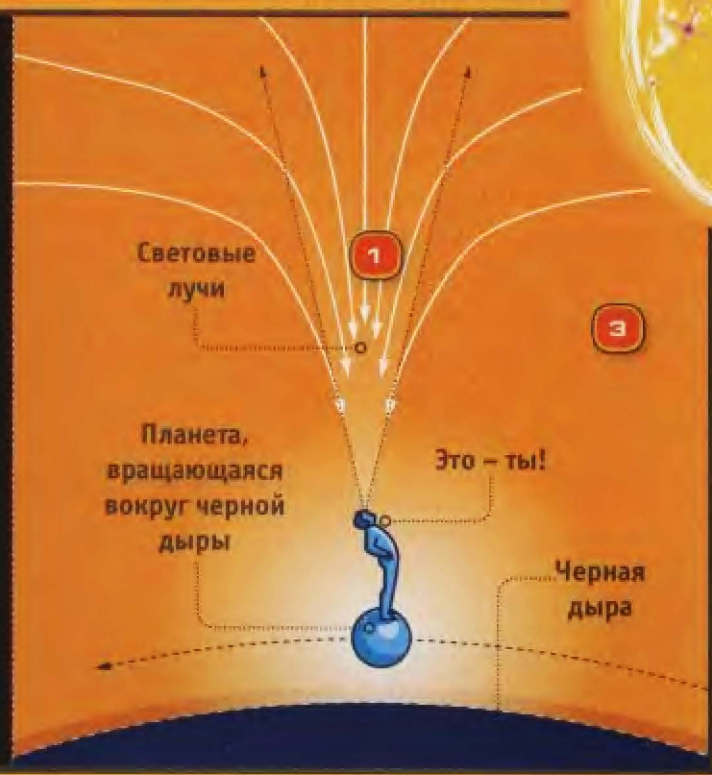 Световые
лучи
1
3
Планета,
вращающаяся
вокруг черной
дыры
Это – ты!
Черная
дыра